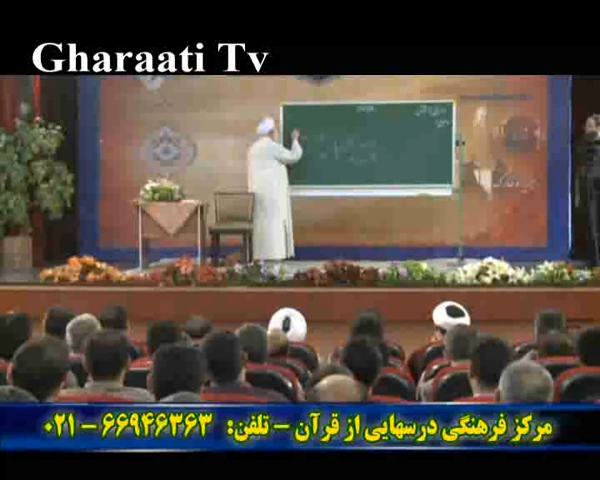 Gharaati Tv
مرکز فرهنگی درسهایی از قرآن - تلفن: ۶۶۹۴۶۳۶۳ - ۰۲۱